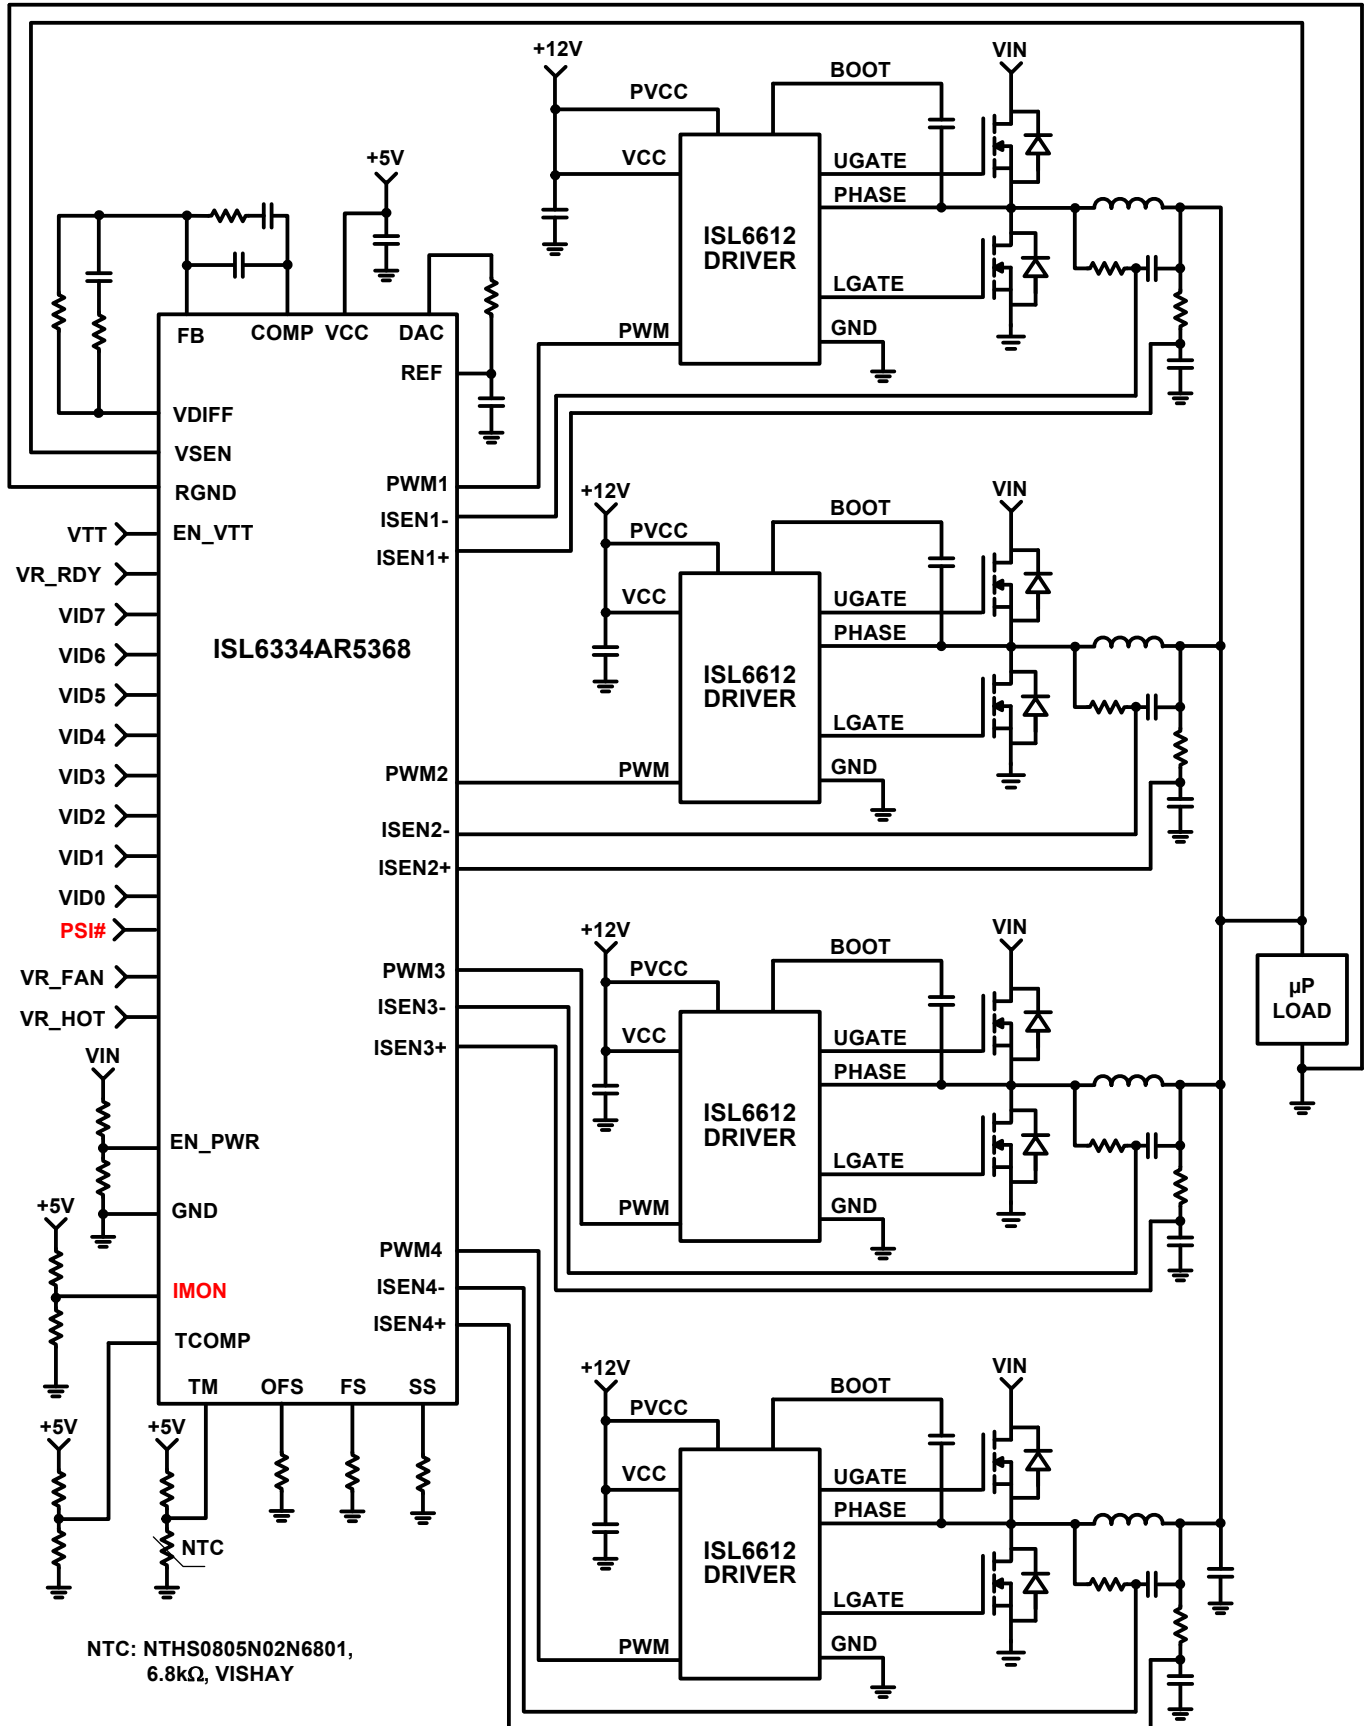 +12V
VIN
PVCC
BOOT
VCC
UGATE
PHASE
ISL6612
DRIVER
LGATE
PWM
GND
+5V
FB
COMP
VCC
DAC
REF
VDIFF
VSEN
RGND
EN_VTT
VTT
VR_RDY
VID7
VID6
VID5
VID4
VID3
VID2
VID1
VID0
PSI#
VR_FAN
VR_HOT
VIN
EN_PWR
GND
+5V
IMON
TCOMP
TM
OFS
FS
SS
+5V
+5V
NTC
ISL6334AR5368
PWM1
ISEN1-
ISEN1+
PWM2
ISEN2-
ISEN2+
PWM3
ISEN3-
ISEN3+
PWM4
ISEN4-
ISEN4+
+12V
VIN
PVCC
BOOT
VCC
UGATE
PHASE
ISL6612
DRIVER
LGATE
PWM
GND
+12V
VIN
PVCC
BOOT
VCC
UGATE
PHASE
ISL6612
DRIVER
LGATE
PWM
GND
µP
LOAD
+12V
VIN
PVCC
BOOT
VCC
UGATE
PHASE
ISL6612
DRIVER
LGATE
PWM
GND
NTC: NTHS0805N02N6801,
6.8kΩ, VISHAY